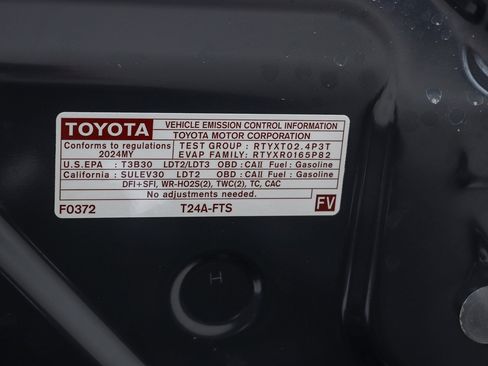 TOYOTA
VEHICLE EMISSION CONTROL INFORMATION
TOYOTA MOTOR CORPORATION
Conforms to regulations
2024MY
TEST GROUP : RTYXT02.4P3T
EVAP FAMILY: RTYXR0165P82
U.S.EPA : T3B30 LDT2/LDT3 OBD : CAII Fuel : Gasoline
California : SULEV30 LDT2 OBD : CAII Fuel : Gasoline
DFI+SFI, WR-HO2S(2), TWC(2), TC, CAC
No adjustments needed.
F0372 T24A-FTS FV
H